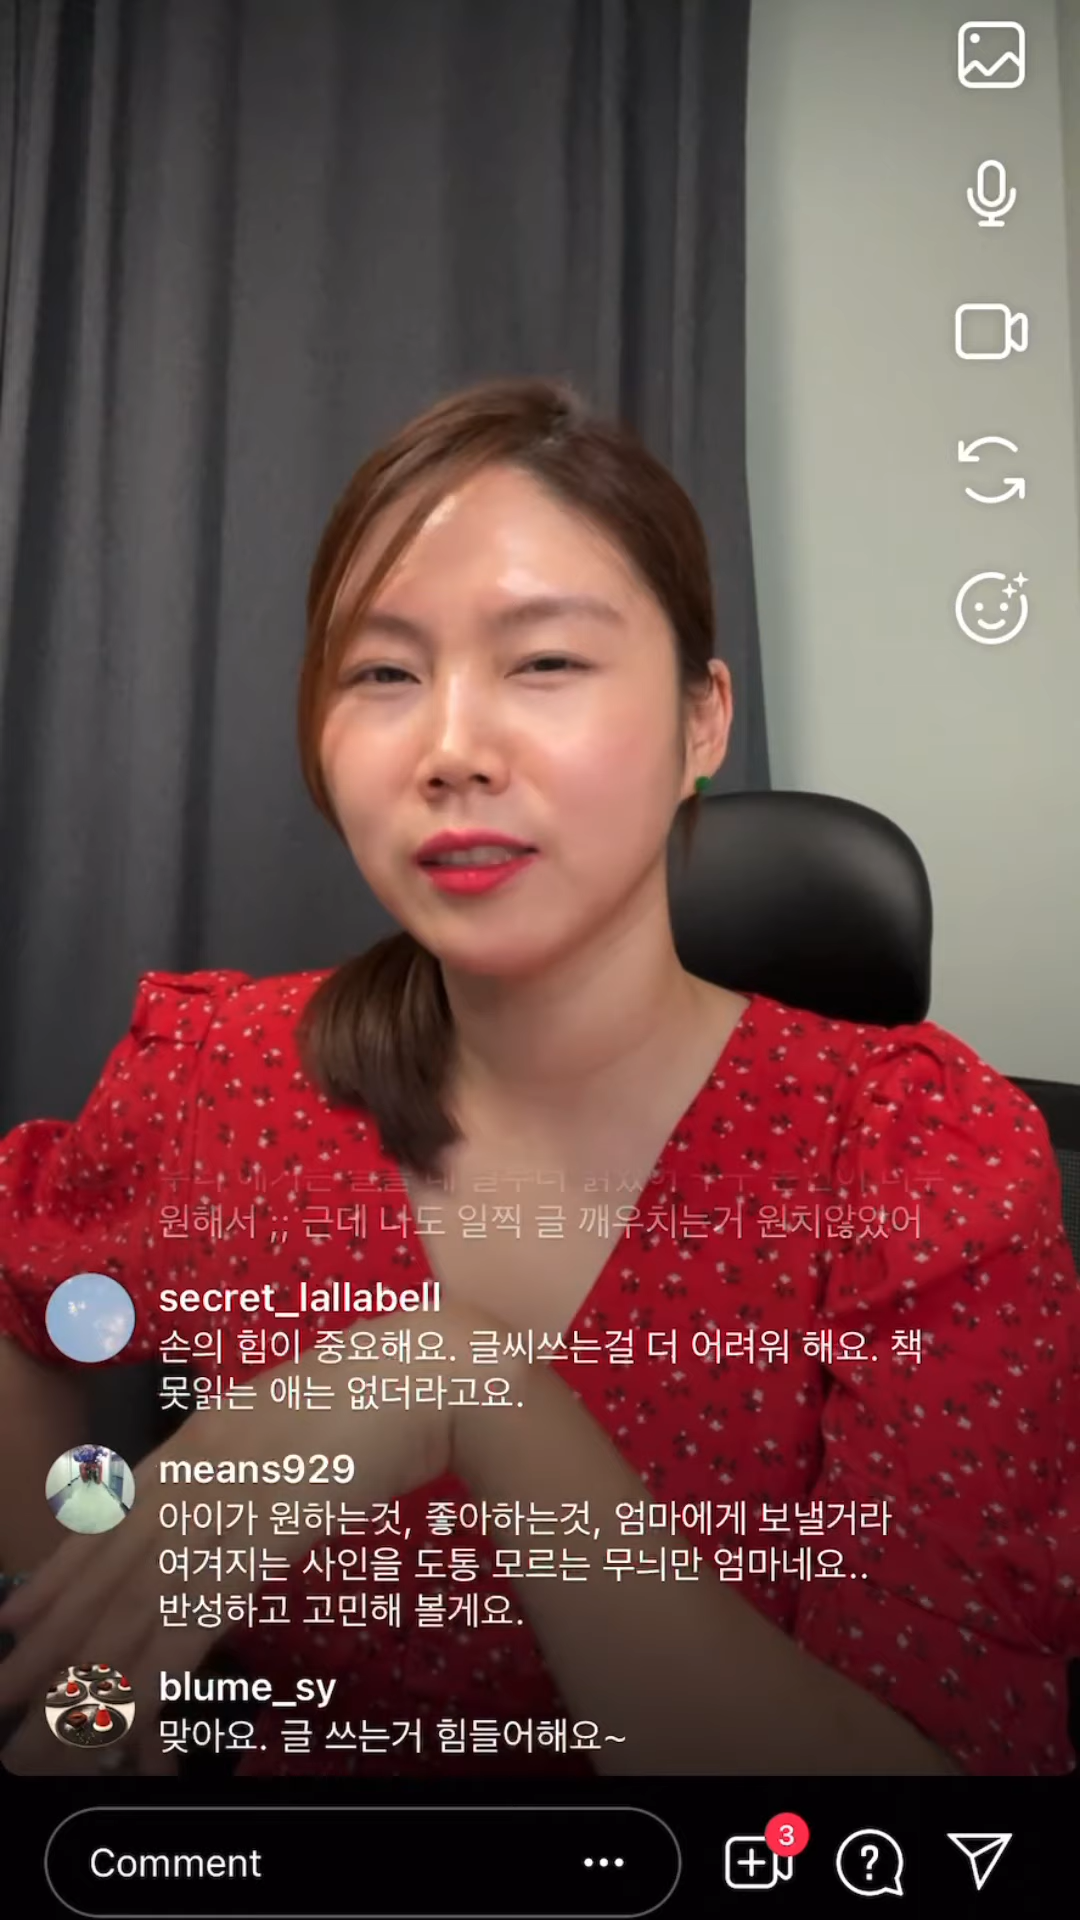 원해서 ;; 근데 나도 일찍 글 깨우치는거 원치않았어
secret_lallabell
손의 힘이 중요해요. 글씨쓰는걸 더 어려워 해요. 책
못읽는 애는 없더라고요.
means929
아이가 원하는것, 좋아하는것, 엄마에게 보낼거라
여겨지는 사인을 도통 모르는 무늬만 엄마네요..
반성하고 고민해 볼게요.
blume_sy
맞아요. 글 쓰는거 힘들어해요~
Comment
3